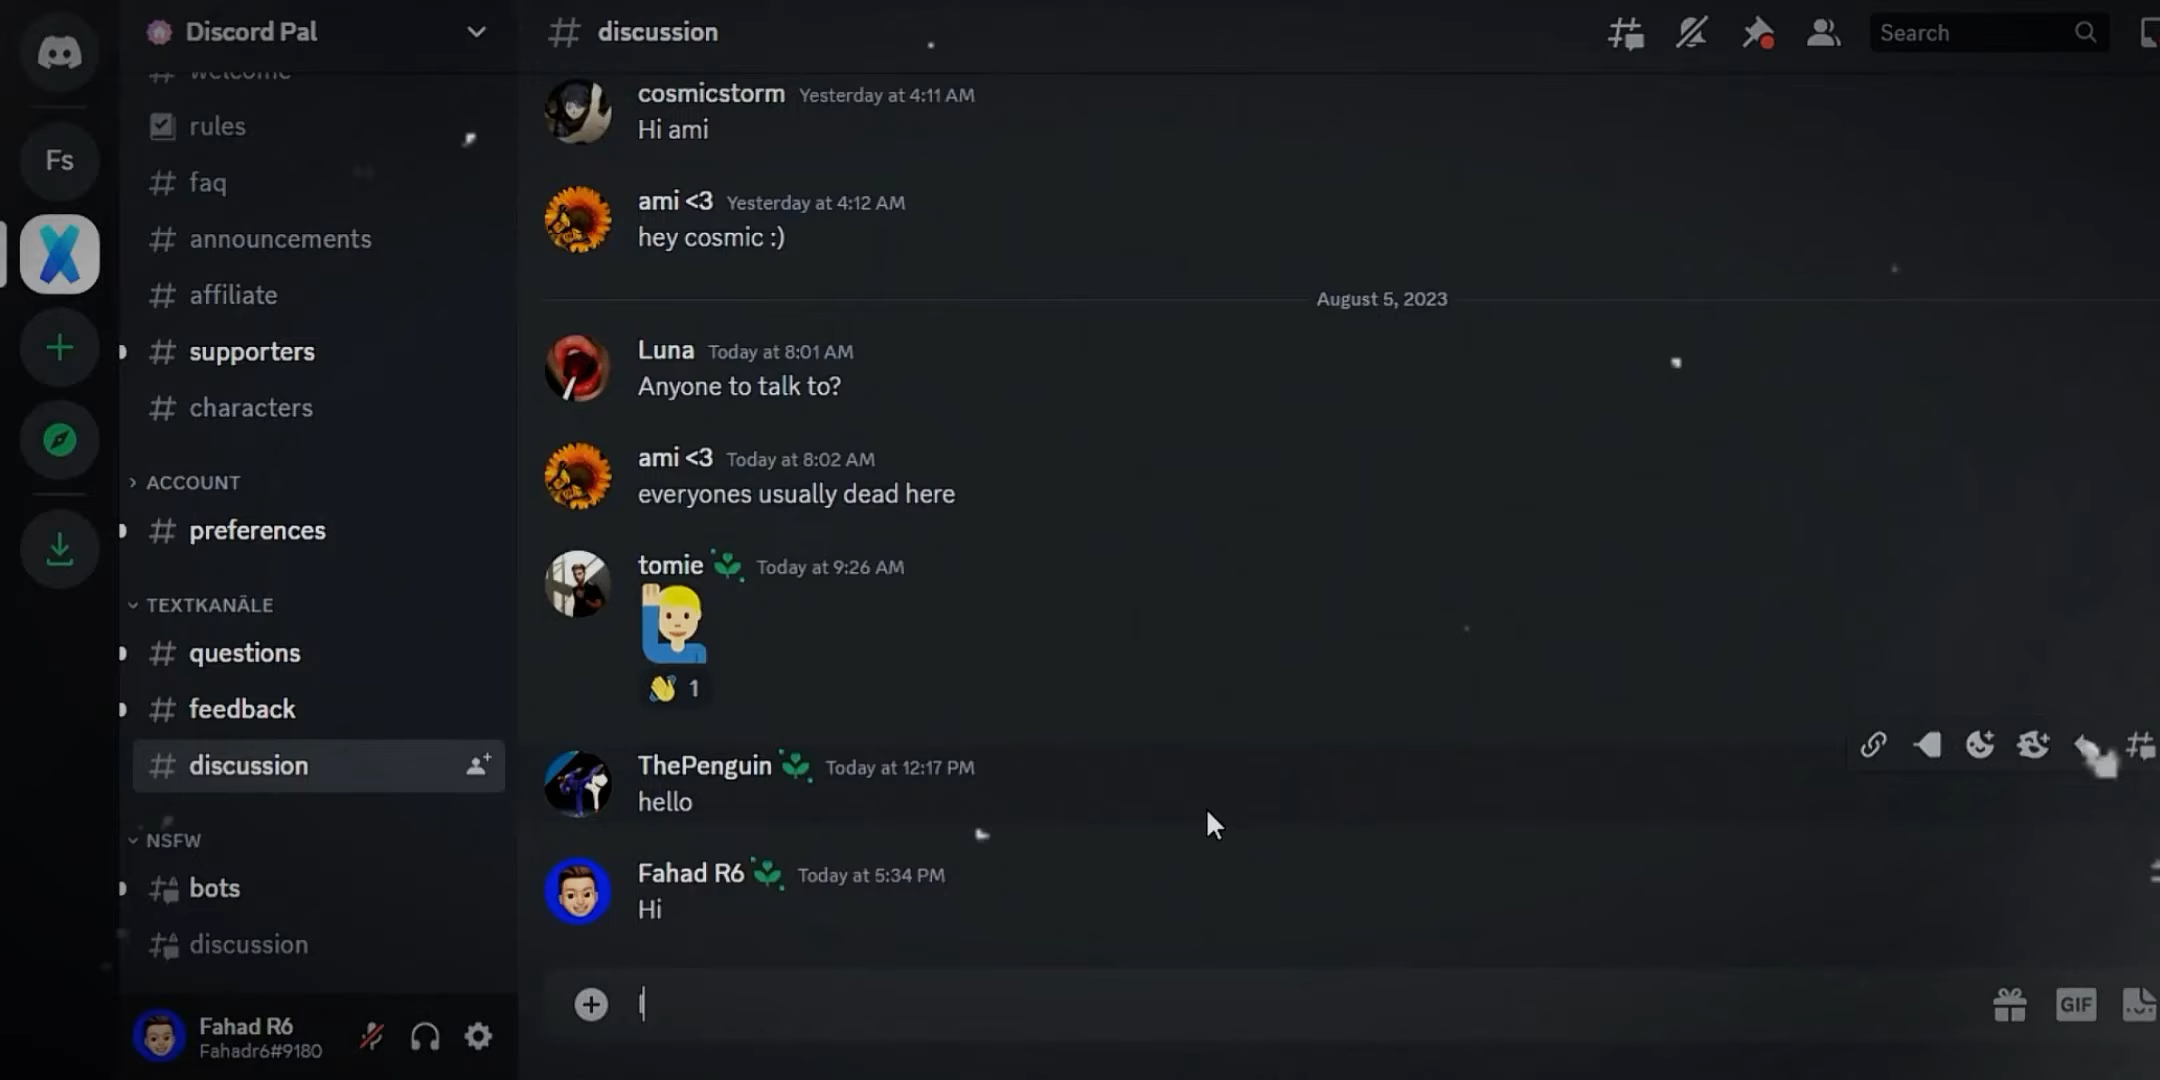 Discord Pal
welcome
rules
Fs
faq
announcements
affiliate
supporters
characters
ACCOUNT
preferences
TEXTKANÄLE
questions
feedback
discussion
NSFW
bots
discussion
Fahad R6
Fahadr6#9180
discussion
Search
cosmicstorm Yesterday at 4:11 AM
Hi ami
ami <3 Yesterday at 4:12 AM
hey cosmic :)
August 5, 2023
Luna Today at 8:01 AM
Anyone to talk to?
ami <3 Today at 8:02 AM
everyones usually dead here
tomie Today at 9:26 AM
1
ThePenguin Today at 12:17 PM
hello
Fahad R6 Today at 5:34 PM
Hi
GIF